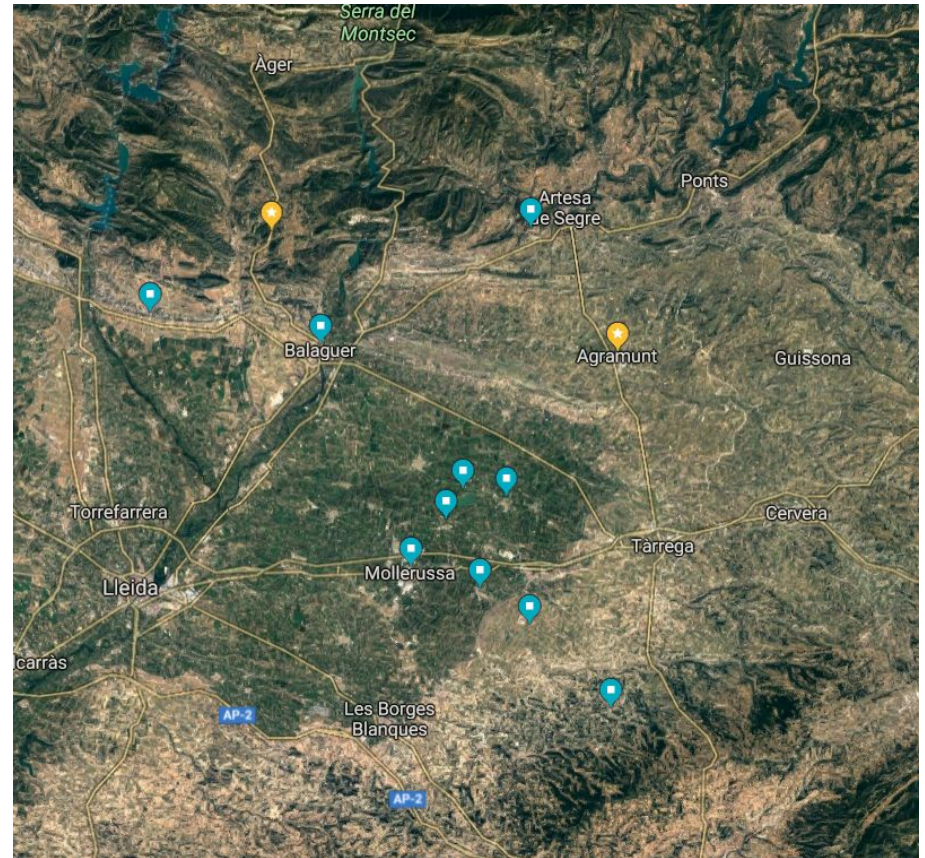 Serra del
Montsec
Àger
Ponts
Artesa
de Segre
Balaguer
Agramunt
Guissona
Torrefarrera
Cervera
Tàrrega
Mollerussa
Lleida
lcarràs
Les Borges
Blanques
AP-2
AP-2